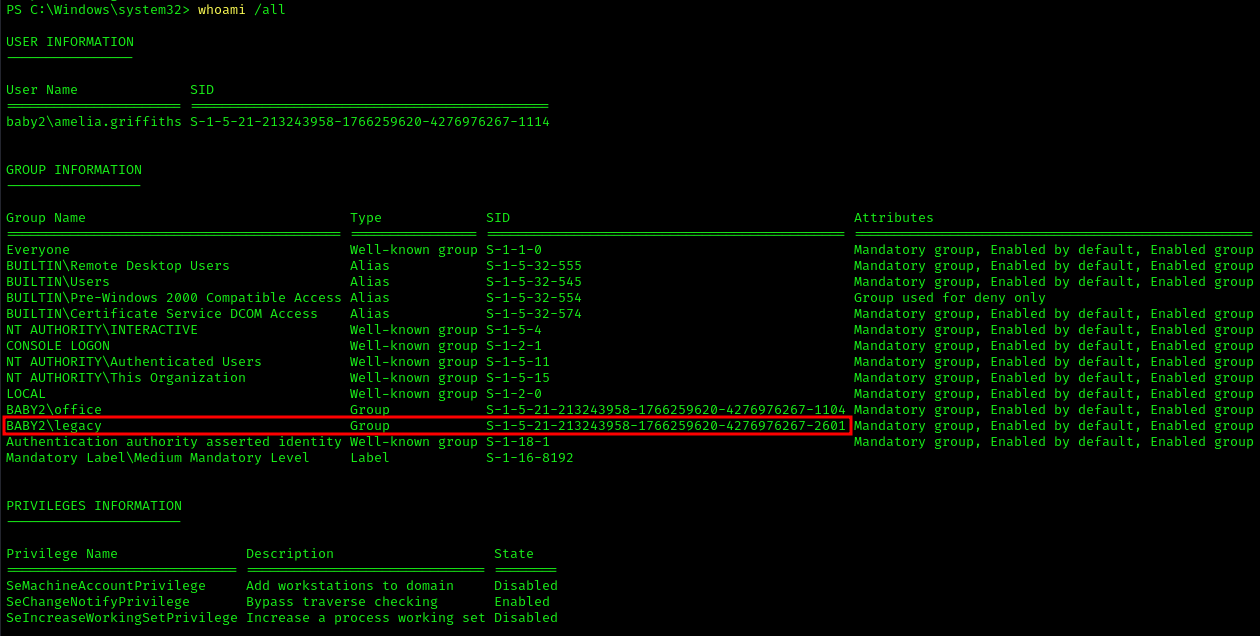 PS C:\Windows\system32> whoami /all
USER INFORMATION
User Name SID
baby2\amelia.griffiths S-1-5-21-213243958-1766259620-4276976267-1114
GROUP INFORMATION
Group Name Type SID Attributes
Everyone Well-known group S-1-1-0 Mandatory group, Enabled by default, Enabled group
BUILTIN\Remote Desktop Users Alias S-1-5-32-555 Mandatory group, Enabled by default, Enabled group
BUILTIN\Users Alias S-1-5-32-545 Mandatory group, Enabled by default, Enabled group
BUILTIN\Pre-Windows 2000 Compatible Access Alias S-1-5-32-554 Group used for deny only
BUILTIN\Certificate Service DCOM Access Alias S-1-5-32-574 Mandatory group, Enabled by default, Enabled group
NT AUTHORITY\INTERACTIVE Well-known group S-1-5-4 Mandatory group, Enabled by default, Enabled group
CONSOLE LOGON Well-known group S-1-2-1 Mandatory group, Enabled by default, Enabled group
NT AUTHORITY\Authenticated Users Well-known group S-1-5-11 Mandatory group, Enabled by default, Enabled group
NT AUTHORITY\This Organization Well-known group S-1-5-15 Mandatory group, Enabled by default, Enabled group
LOCAL Well-known group S-1-2-0 Mandatory group, Enabled by default, Enabled group
BABY2\office Group S-1-5-21-213243958-1766259620-4276976267-1104 Mandatory group, Enabled by default, Enabled group
BABY2\legacy Group S-1-5-21-213243958-1766259620-4276976267-2601 Mandatory group, Enabled by default, Enabled group
Authentication authority asserted identity Well-known group S-1-18-1 Mandatory group, Enabled by default, Enabled group
Mandatory Label\Medium Mandatory Level Label S-1-16-8192
PRIVILEGES INFORMATION
Privilege Name Description State
SeMachineAccountPrivilege Add workstations to domain Disabled
SeChangeNotifyPrivilege Bypass traverse checking Enabled
SeIncreaseWorkingSetPrivilege Increase a process working set Disabled